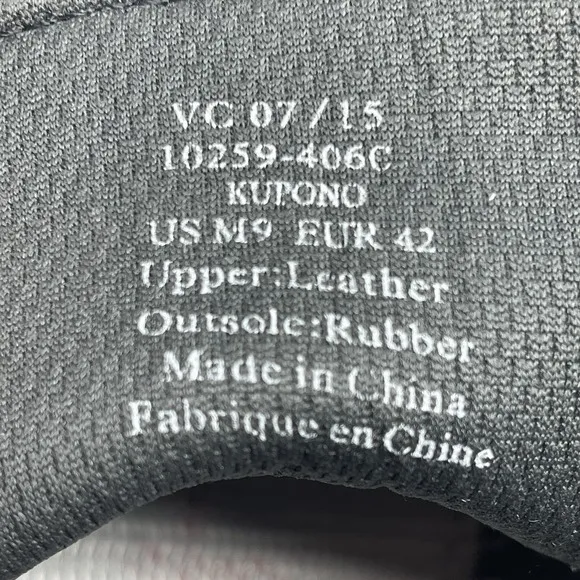 VC 07/15
10259-406C
KUPONO
US M9 EUR 42
Upper:Leather
Outsole:Rubber
Made in China
Fabrique en Chine